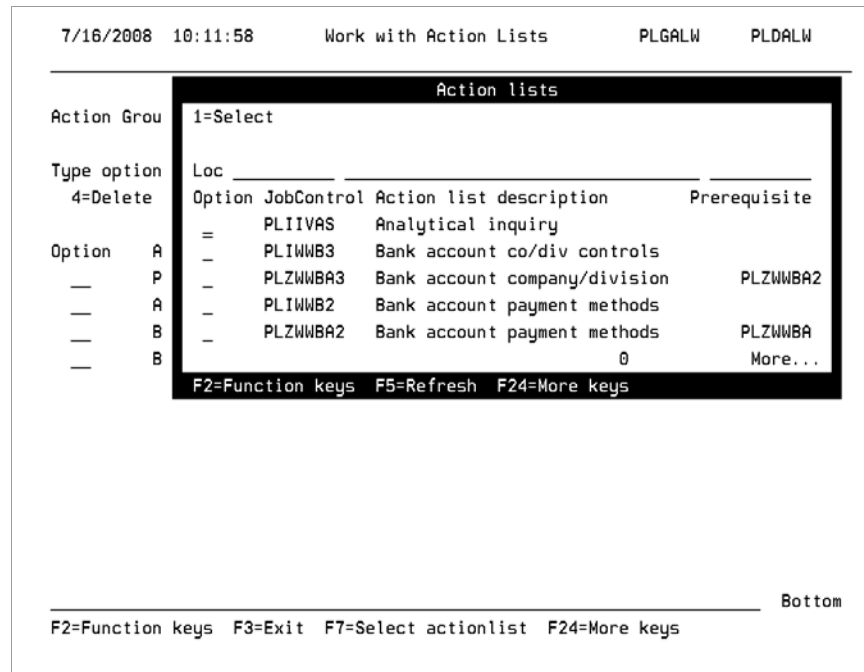 7/16/2008 10:11:58 Work with Action Lists PLGALW PLDALW
Action lists
Action Grou 1=Select
Type option Loc
4=Delete Option JobControl Action list description Prerequisite
PLIIVAS Analytical inquiry
Option A _ PLIWWB3 Bank account co/div controls
__ P _ PLZWWBA3 Bank account company/division PLZWWBA2
__ A _ PLIWWB2 Bank account payment methods
__ B _ PLZWWBA2 Bank account payment methods PLZWWBA
__ B 0 More...
F2=Function keys F5=Refresh F24=More keys
Bottom
F2=Function keys F3=Exit F7=Select actionlist F24=More keys